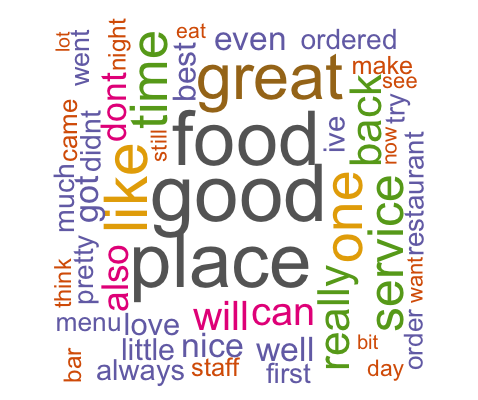 lot
went
night
eat
even
ordered
time
best
great
make
see
dont
came
didnt
still
food
ive
back
now
try
much
got
like
good
one
service
restaurant
think
pretty
also
place
really
want
menu
love
will
can
order
bar
little
nice
well
bit
always
staff
first
day